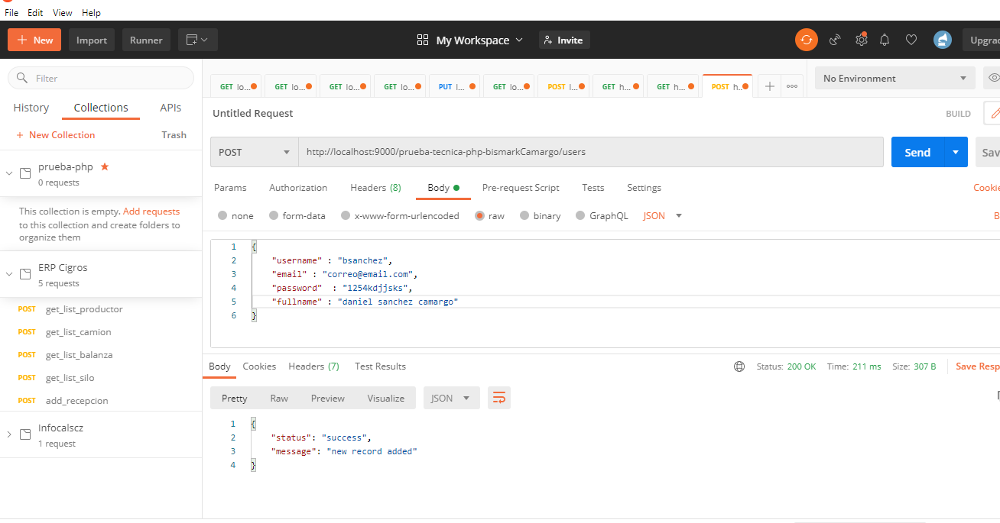 File Edit View Help
New Import Runner My Workspace Invite Upgrad
Filter
History Collections APIs
New Collection Trash
prueba-php
0 requests
This collection is empty. Add requests
to this collection and create folders to
organize them
ERP Cigros
5 requests
POST get_list_productor
POST get_list_camion
POST get_list_balanza
POST get_list_silo
POST add_recepcion
Infocalscz
1 request
GET lo... GET lo... GET lo... GET lo... PUT l... GET lo... POST l... GET h... GET h... POST h... No Environment
Untitled Request BUILD
POST http://localhost:9000/prueba-tecnica-php-bismarkCamargo/users Send Sav
Params Authorization Headers (8) Body Pre-request Script Tests Settings Cookie
none form-data x-www-form-urlencoded raw binary GraphQL JSON B
1 {
2 "username" : "bsanchez",
3 "email" : "correo@email.com",
4 "password"  : "1254kdjjsks",
5 "fullname" : "daniel sanchez camargo"
6 }
Body Cookies Headers (7) Test Results Status: 200 OK Time: 211 ms Size: 307 B Save Resp
Pretty Raw Preview Visualize JSON
1 {
2 "status": "success",
3 "message": "new record added"
4 }